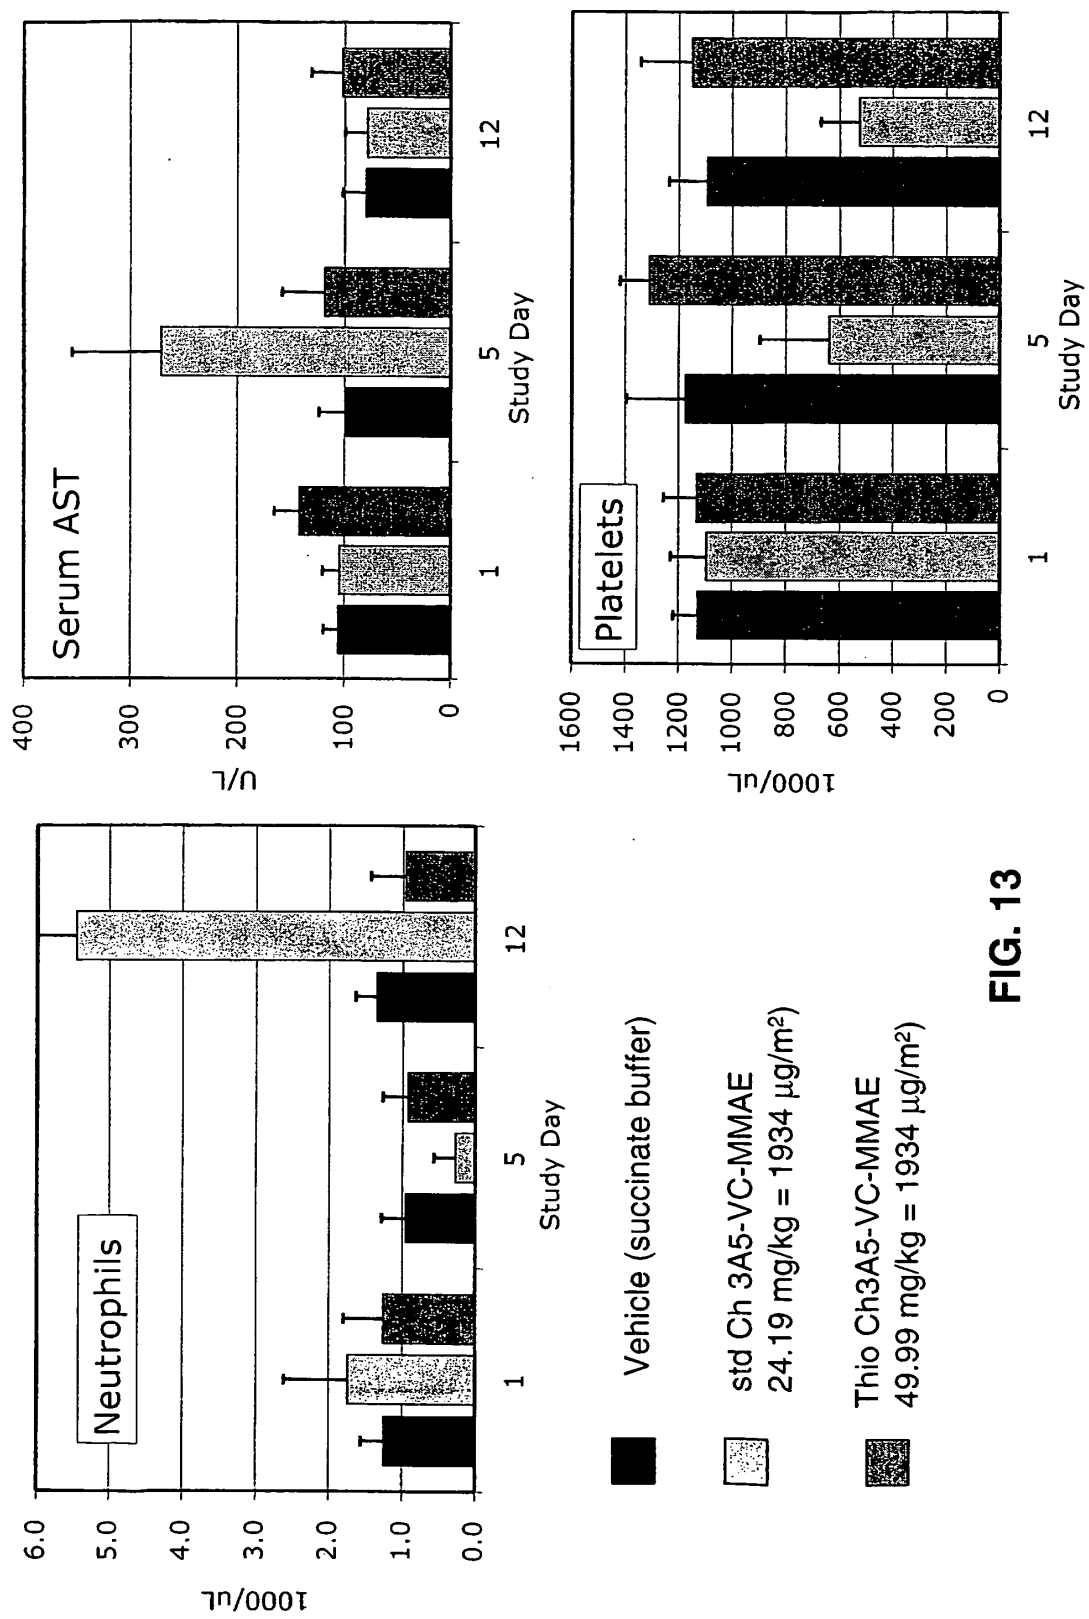 Neutrophils
6.0
5.0
4.0
3.0
2.0
1.0
0.0
1000/uL
1
5
12
Study Day
Serum AST
400
300
200
100
0
U/L
1
5
12
Study Day
Vehicle (succinate buffer)
std Ch 3A5-VC-MMAE
24.19 mg/kg = 1934 µg/m²
Thio Ch3A5-VC-MMAE
49.99 mg/kg = 1934 µg/m²
Platelets
1600
1400
1200
1000
800
600
400
200
0
1000/uL
1
5
12
Study Day
FIG. 13